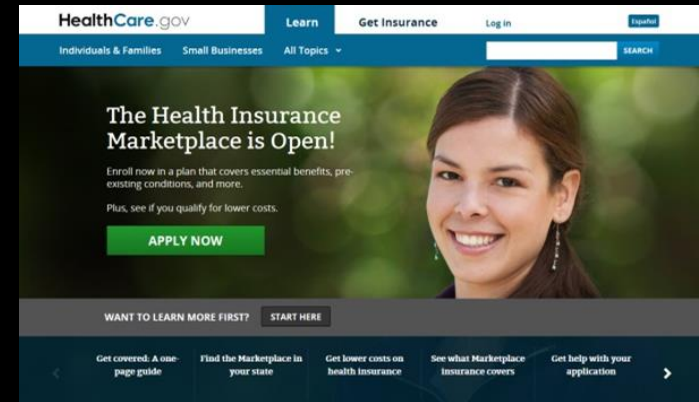 HealthCare.gov
Learn
Get Insurance
Log in
Español
Individuals & Families
Small Businesses
All Topics
SEARCH
The Health Insurance
Marketplace is Open!
Enroll now in a plan that covers essential benefits, pre-
existing conditions, and more.
Plus, see if you qualify for lower costs.
APPLY NOW
WANT TO LEARN MORE FIRST?
START HERE
Get covered: A one-
page guide
Find the Marketplace in
your state
Get lower costs on
health insurance
See what Marketplace
insurance covers
Get help with your
application